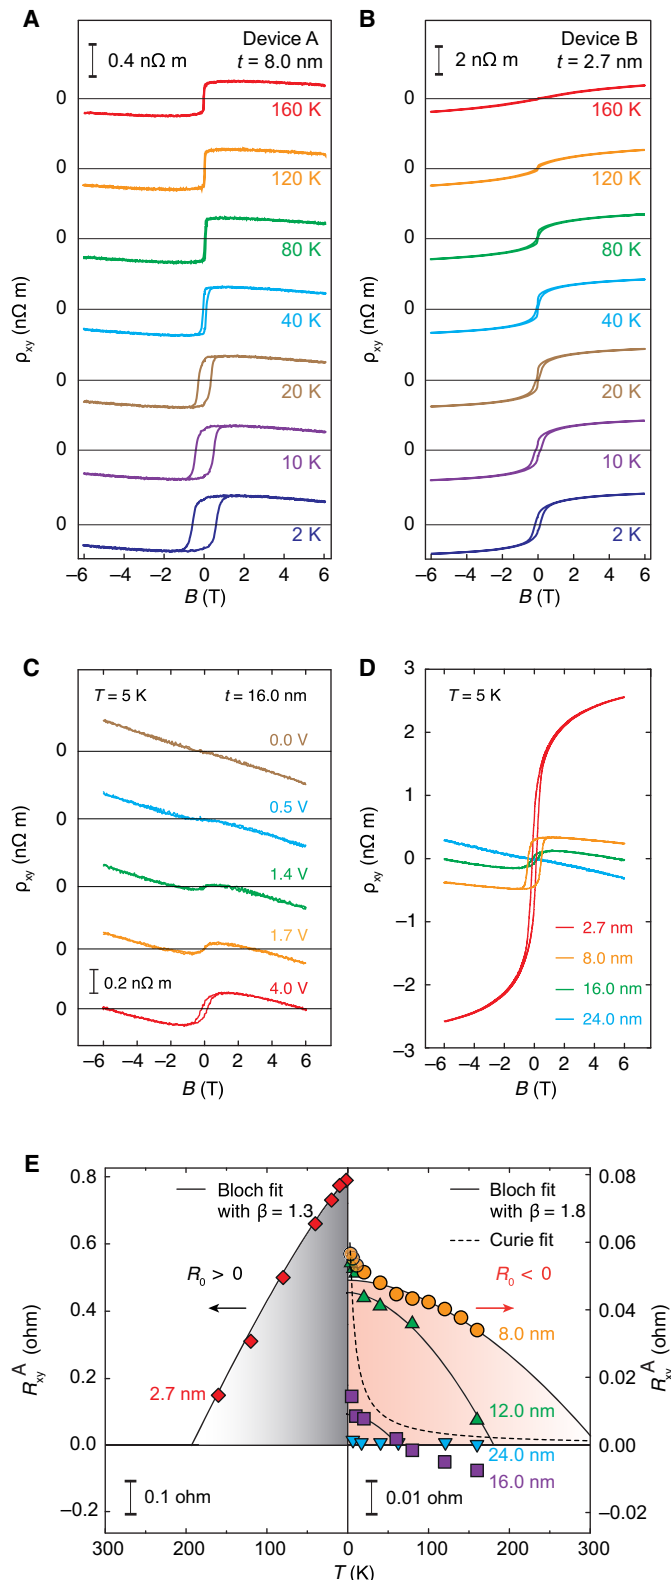 A
0.4 nΩ m
Device A
t = 8.0 nm
0
160 K
0
120 K
0
80 K
0
40 K
0
20 K
0
10 K
0
2 K
ρxy (nΩ m)
−6 −4 −2 0 2 4 6
B (T)
B
2 nΩ m
Device B
t = 2.7 nm
0
160 K
0
120 K
0
80 K
0
40 K
0
20 K
0
10 K
0
2 K
ρxy (nΩ m)
−6 −4 −2 0 2 4 6
B (T)
C
T = 5 K
t = 16.0 nm
0
0.0 V
0
0.5 V
0
1.4 V
0
1.7 V
0.2 nΩ m
0
4.0 V
ρxy (nΩ m)
−6 −4 −2 0 2 4 6
B (T)
D
T = 5 K
3
2
1
0
−1
−2
−3
ρxy (nΩ m)
2.7 nm
8.0 nm
16.0 nm
24.0 nm
−6 −4 −2 0 2 4 6
B (T)
E
0.8
0.6
0.4
0.2
0.0
−0.2
RxyA (ohm)
Bloch fit
with β = 1.3
R0 > 0
2.7 nm
0.1 ohm
Bloch fit
with β = 1.8
Curie fit
R0 < 0
8.0 nm
12.0 nm
24.0 nm
16.0 nm
0.01 ohm
0.08
0.06
0.04
0.02
0.00
−0.02
RxyA (ohm)
300 200 100 0 100 200 300
T (K)